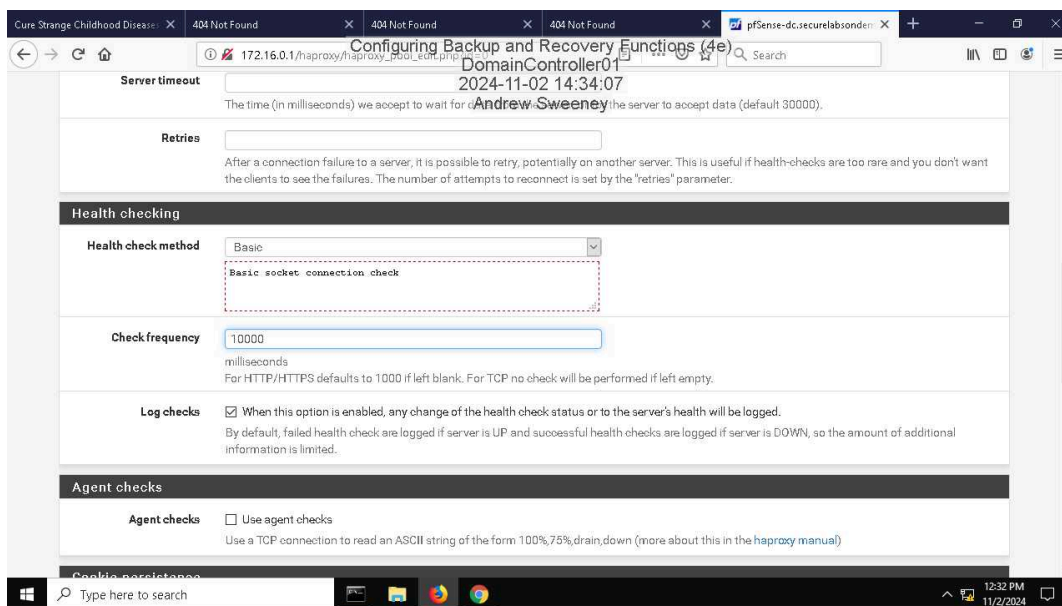 Cure Strange Childhood Disease
404 Not Found
404 Not Found
404 Not Found
pfSense-dc.securelabsondem
172.16.0.1/haproxy/haproxy_pool_edit.php?id=0
Search
Configuring Backup and Recovery Functions (4e)
DomainController01
2024-11-02 14:34:07
Andrew Sweeney
Server timeout
The time (in milliseconds) we accept to wait for the server to accept data (default 30000).
Retries
After a connection failure to a server, it is possible to retry, potentially on another server. This is useful if health-checks are too rare and you don't want
the clients to see the failures. The number of attempts to reconnect is set by the "retries" parameter.
Health checking
Health check method
Basic
Basic socket connection check
Check frequency
10000
milliseconds
For HTTP/HTTPS defaults to 1000 if left blank. For TCP no check will be performed if left empty.
Log checks
When this option is enabled, any change of the health check status or to the server's health will be logged.
By default, failed health check are logged if server is UP and successful health checks are logged if server is DOWN, so the amount of additional
information is limited.
Agent checks
Agent checks
Use agent checks
Use a TCP connection to read an ASCII string of the form 100%,75%,drain,down (more about this in the haproxy manual)
Cookie persistence
Type here to search
12:32 PM
11/2/2024